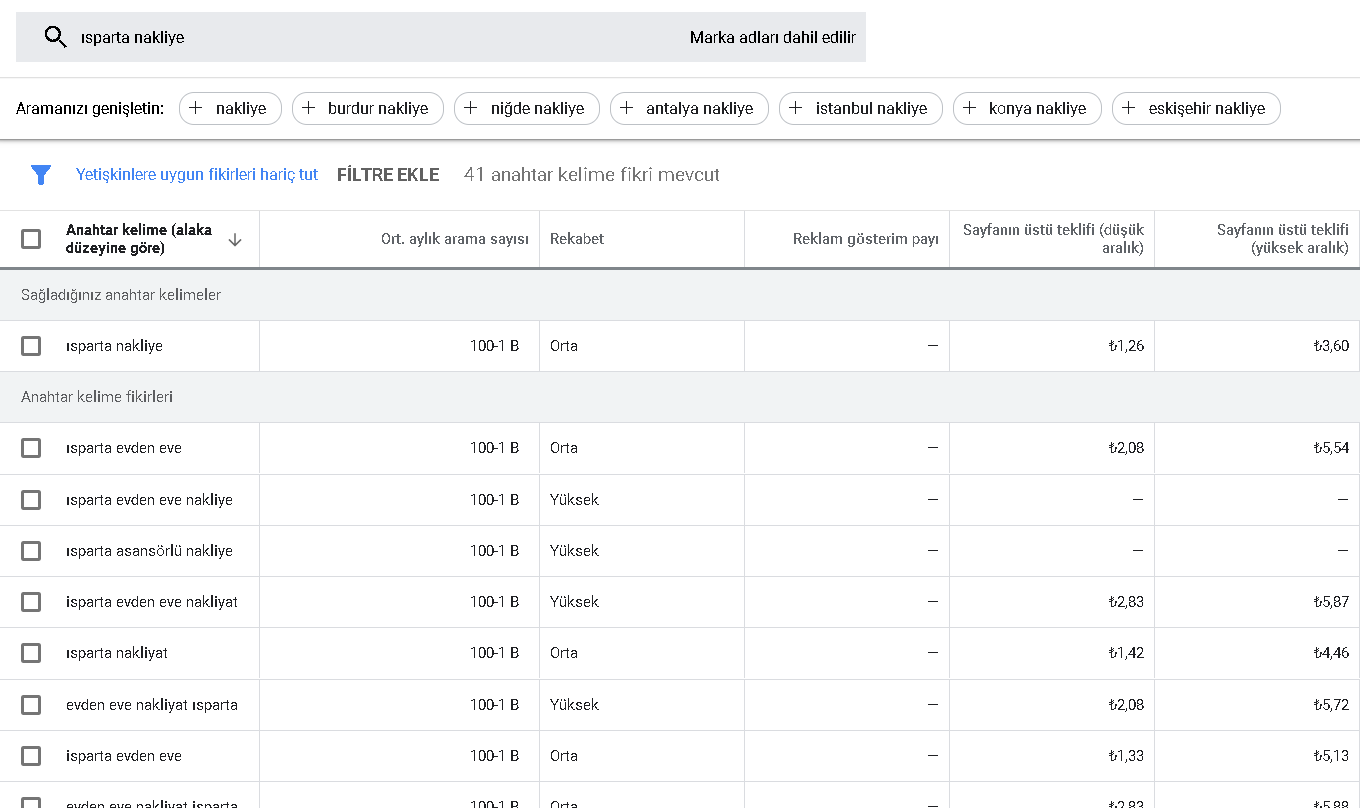 ısparta nakliye Marka adları dahil edilir
Aramanızı genişletin: nakliye burdur nakliye niğde nakliye antalya nakliye istanbul nakliye konya nakliye eskişehir nakliye
Yetişkinlere uygun fikirleri hariç tut FİLTRE EKLE 41 anahtar kelime fikri mevcut
Anahtar kelime (alaka düzeyine göre) Ort. aylık arama sayısı Rekabet Reklam gösterim payı Sayfanın üstü teklifi (düşük aralık) Sayfanın üstü teklifi (yüksek aralık)
Sağladığınız anahtar kelimeler
ısparta nakliye 100-1 B Orta — ₺1,26 ₺3,60
Anahtar kelime fikirleri
ısparta evden eve 100-1 B Orta — ₺2,08 ₺5,54
ısparta evden eve nakliye 100-1 B Yüksek — — —
ısparta asansörlü nakliye 100-1 B Yüksek — — —
isparta evden eve nakliyat 100-1 B Yüksek — ₺2,83 ₺5,87
ısparta nakliyat 100-1 B Orta — ₺1,42 ₺4,46
evden eve nakliyat ısparta 100-1 B Yüksek — ₺2,08 ₺5,72
isparta evden eve 100-1 B Orta — ₺1,33 ₺5,13
evden eve nakliyat isparta 100-1 B Orta — ₺2,83 ₺5,88